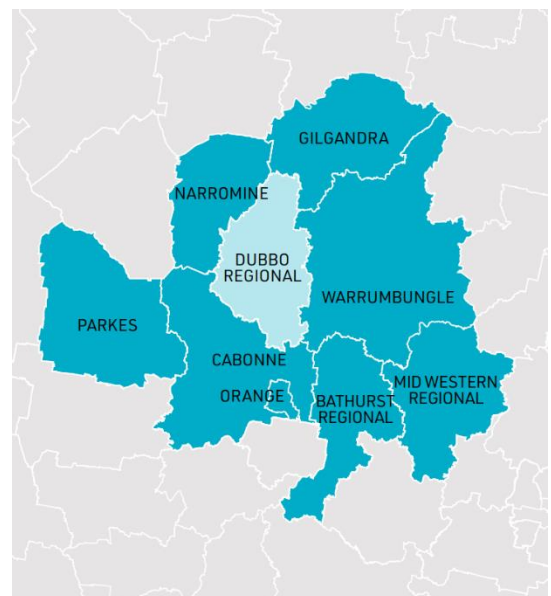 GILGANDRA
NARROMINE
DUBBO
REGIONAL
WARRUMBUNGLE
PARKES
CABONNE
ORANGE
BATHURST
REGIONAL
MID WESTERN
REGIONAL